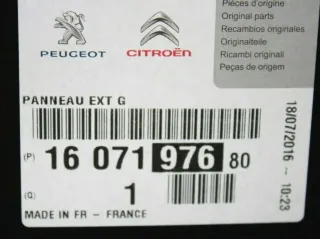 Pièces d'origine
Original parts
Recambios originales
Originalteile
Ricambi originali
Peças de origem
PEUGEOT
CITROËN
PANNEAU EXT G
(P) 16 071 976 80
(Q) 1
MADE IN FR - FRANCE
18/07/2016 - 10:23